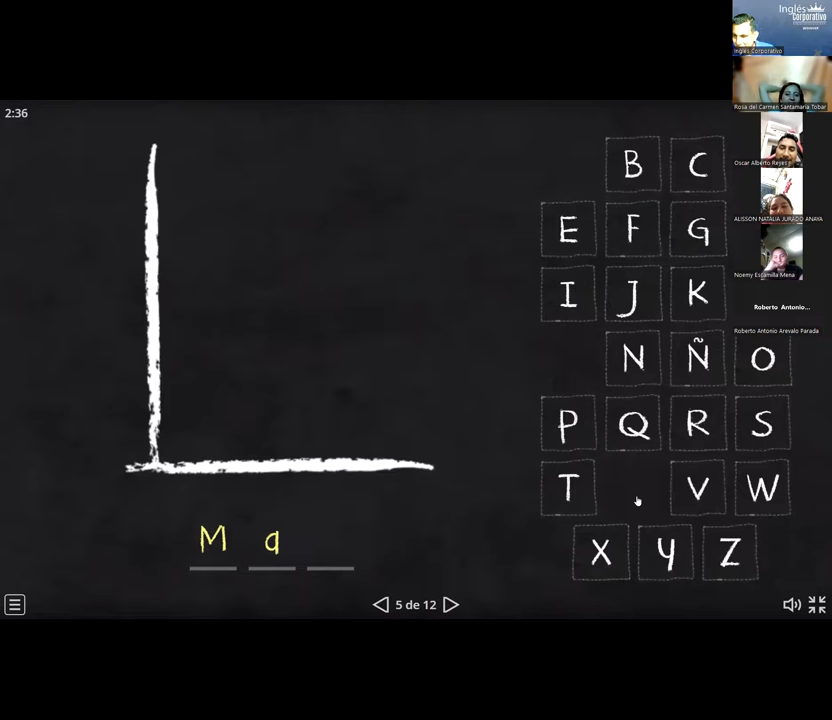 Inglés
Corporativo
Inglés Corporativo
Rosa del Carmen Santamaria Tobar
Oscar Alberto Reyes
ALISSON NATALIA JURADO ANAYA
Noemy Escamilla Mena
Roberto Antonio...
Roberto Antonio Arevalo Parada
2:36
B C
E F G
I J K
N Ñ O
P Q R S
T V W
X Y Z
M a
5 de 12